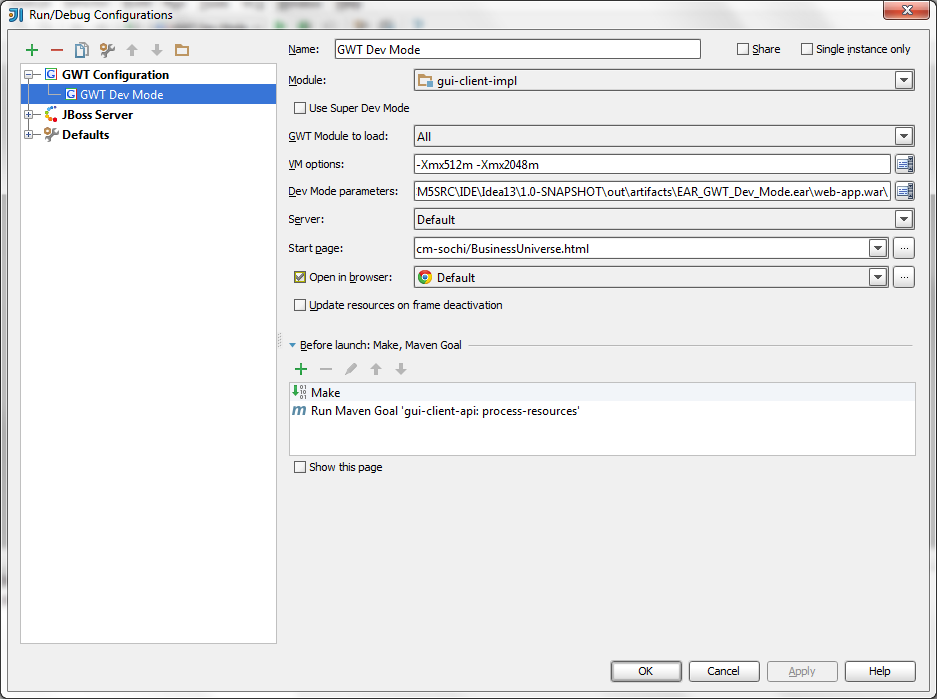 Run/Debug Configurations
Name: GWT Dev Mode Share Single instance only
GWT Configuration
GWT Dev Mode
JBoss Server
Defaults
Module: gui-client-impl
Use Super Dev Mode
GWT Module to load: All
VM options: -Xmx512m -Xmx2048m
Dev Mode parameters: M5SRC\IDE\Idea13\1.0-SNAPSHOT\out\artifacts\EAR_GWT_Dev_Mode.ear\web-app.war\
Server: Default
Start page: cm-sochi/BusinessUniverse.html ...
Open in browser: Default ...
Update resources on frame deactivation
Before launch: Make, Maven Goal
Make
Run Maven Goal 'gui-client-api: process-resources'
Show this page
OK Cancel Apply Help